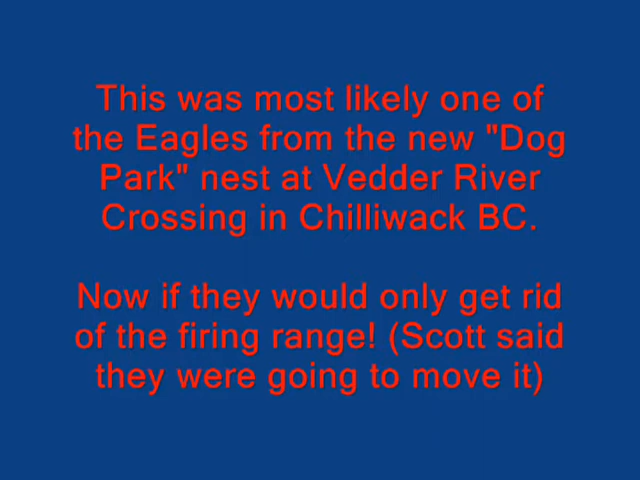 This was most likely one of
the Eagles from the new "Dog
Park" nest at Vedder River
Crossing in Chilliwack BC.
Now if they would only get rid
of the firing range! (Scott said
they were going to move it)